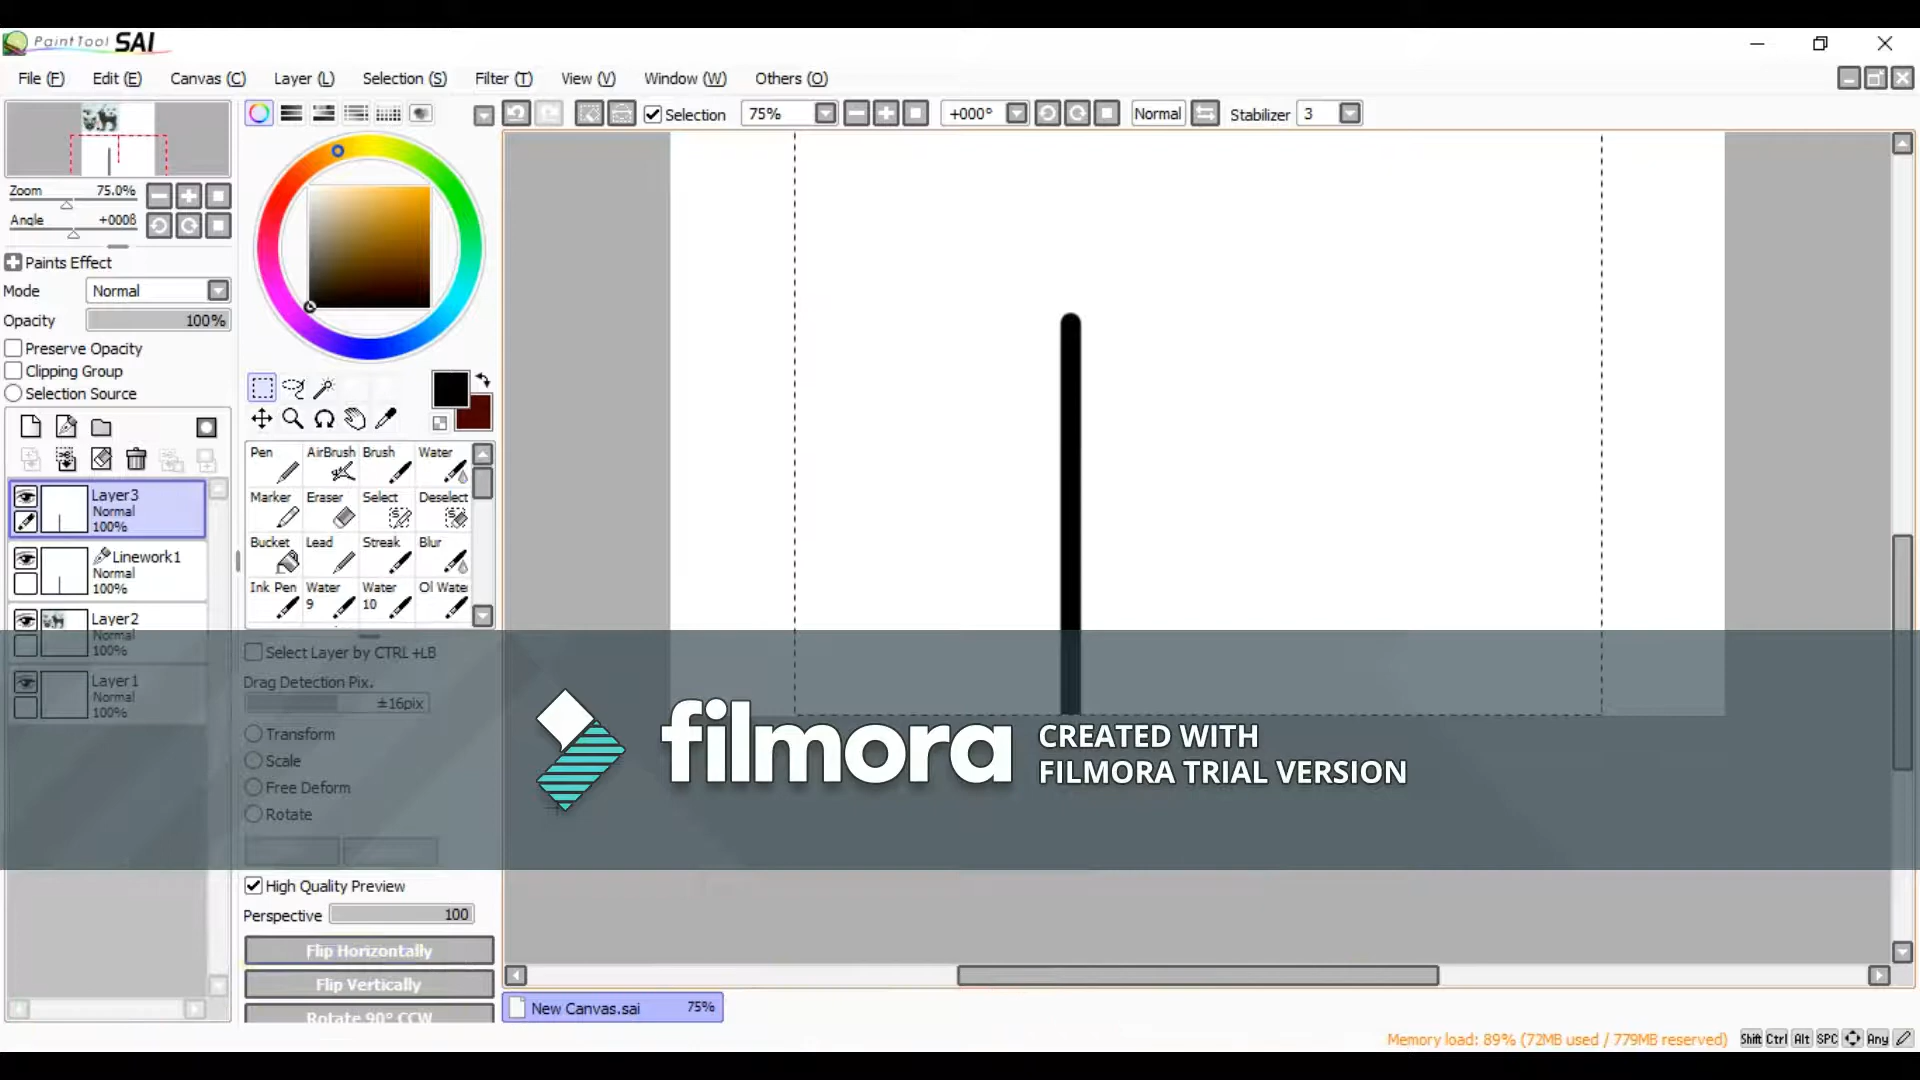 PaintTool SAI
File (F) Edit (E) Canvas (C) Layer (L) Selection (S) Filter (T) View (V) Window (W) Others (O)
Selection 75% +000° Normal Stabilizer 3
Zoom 75.0%
Angle +000ß
Paints Effect
Mode Normal
Opacity 100%
Preserve Opacity
Clipping Group
Selection Source
Layer3
Normal
100%
Linework1
Normal
100%
Layer2
Normal
100%
Layer1
Normal
100%
Pen AirBrush Brush Water
Marker Eraser Select Deselect
Bucket Lead Streak Blur
Ink Pen Water 9 Water 10 Ol Wate
Select Layer by CTRL +LB
Drag Detection Pix.
±16pix
Transform
Scale
Free Deform
Rotate
High Quality Preview
Perspective 100
Flip Horizontally
Flip Vertically
Rotate 90° CCW
filmora
CREATED WITH
FILMORA TRIAL VERSION
New Canvas.sai 75%
Memory load: 89% (72MB used / 779MB reserved) Shift Ctrl Alt SPC Any